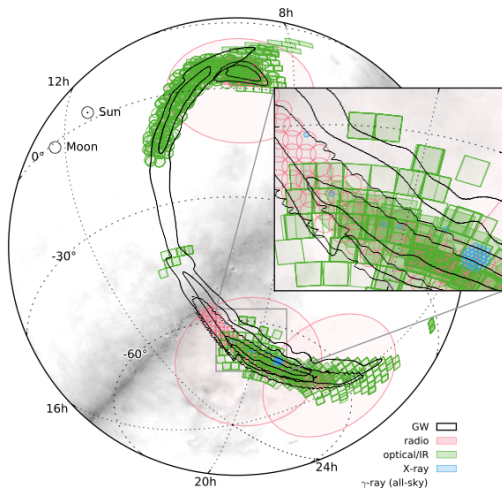 8h
12h
Sun
Moon
0°
-30°
-60°
16h
20h
24h
GW
radio
optical/IR
X-ray
γ-ray (all-sky)